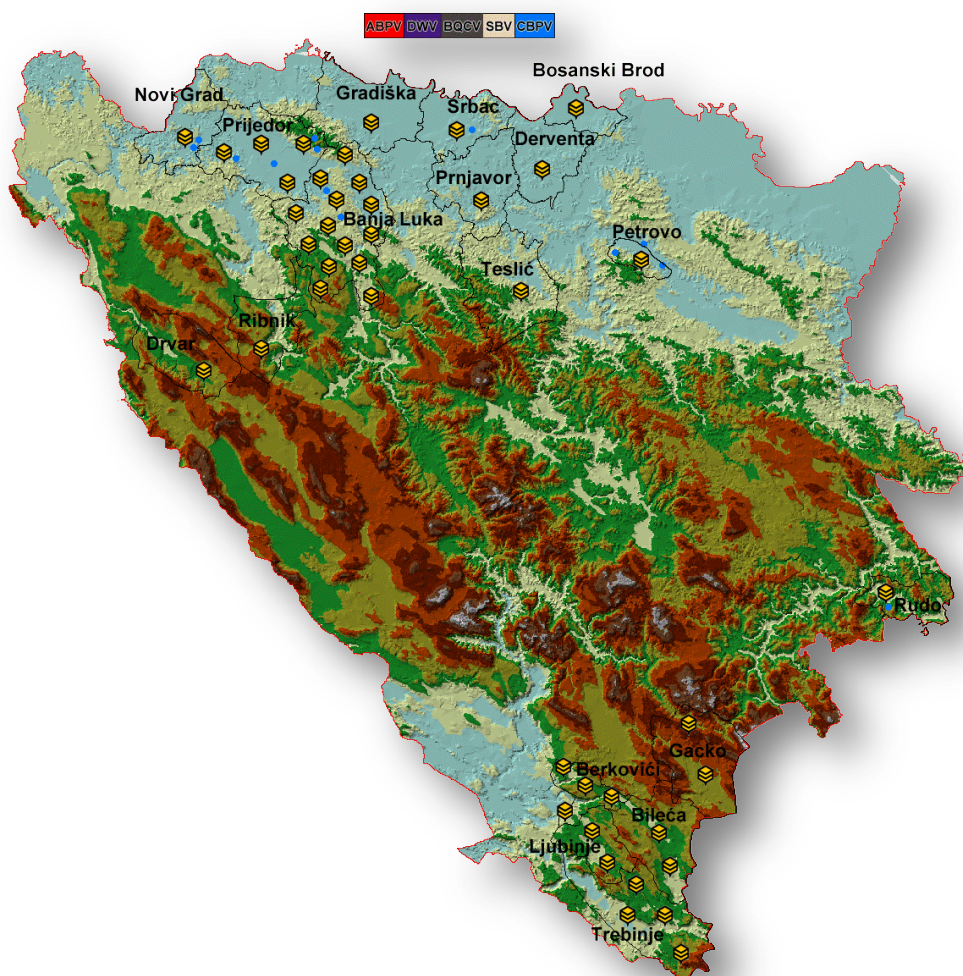 ABPV DWV BQCV SBV CBPV
Bosanski Brod
Novi Grad
Gradiška
Srbac
Prijedor
Derventa
Prnjavor
Banja Luka
Petrovo
Teslić
Ribnik
Drvar
Rudo
Gacko
Berkovići
Bileća
Ljubinje
Trebinje